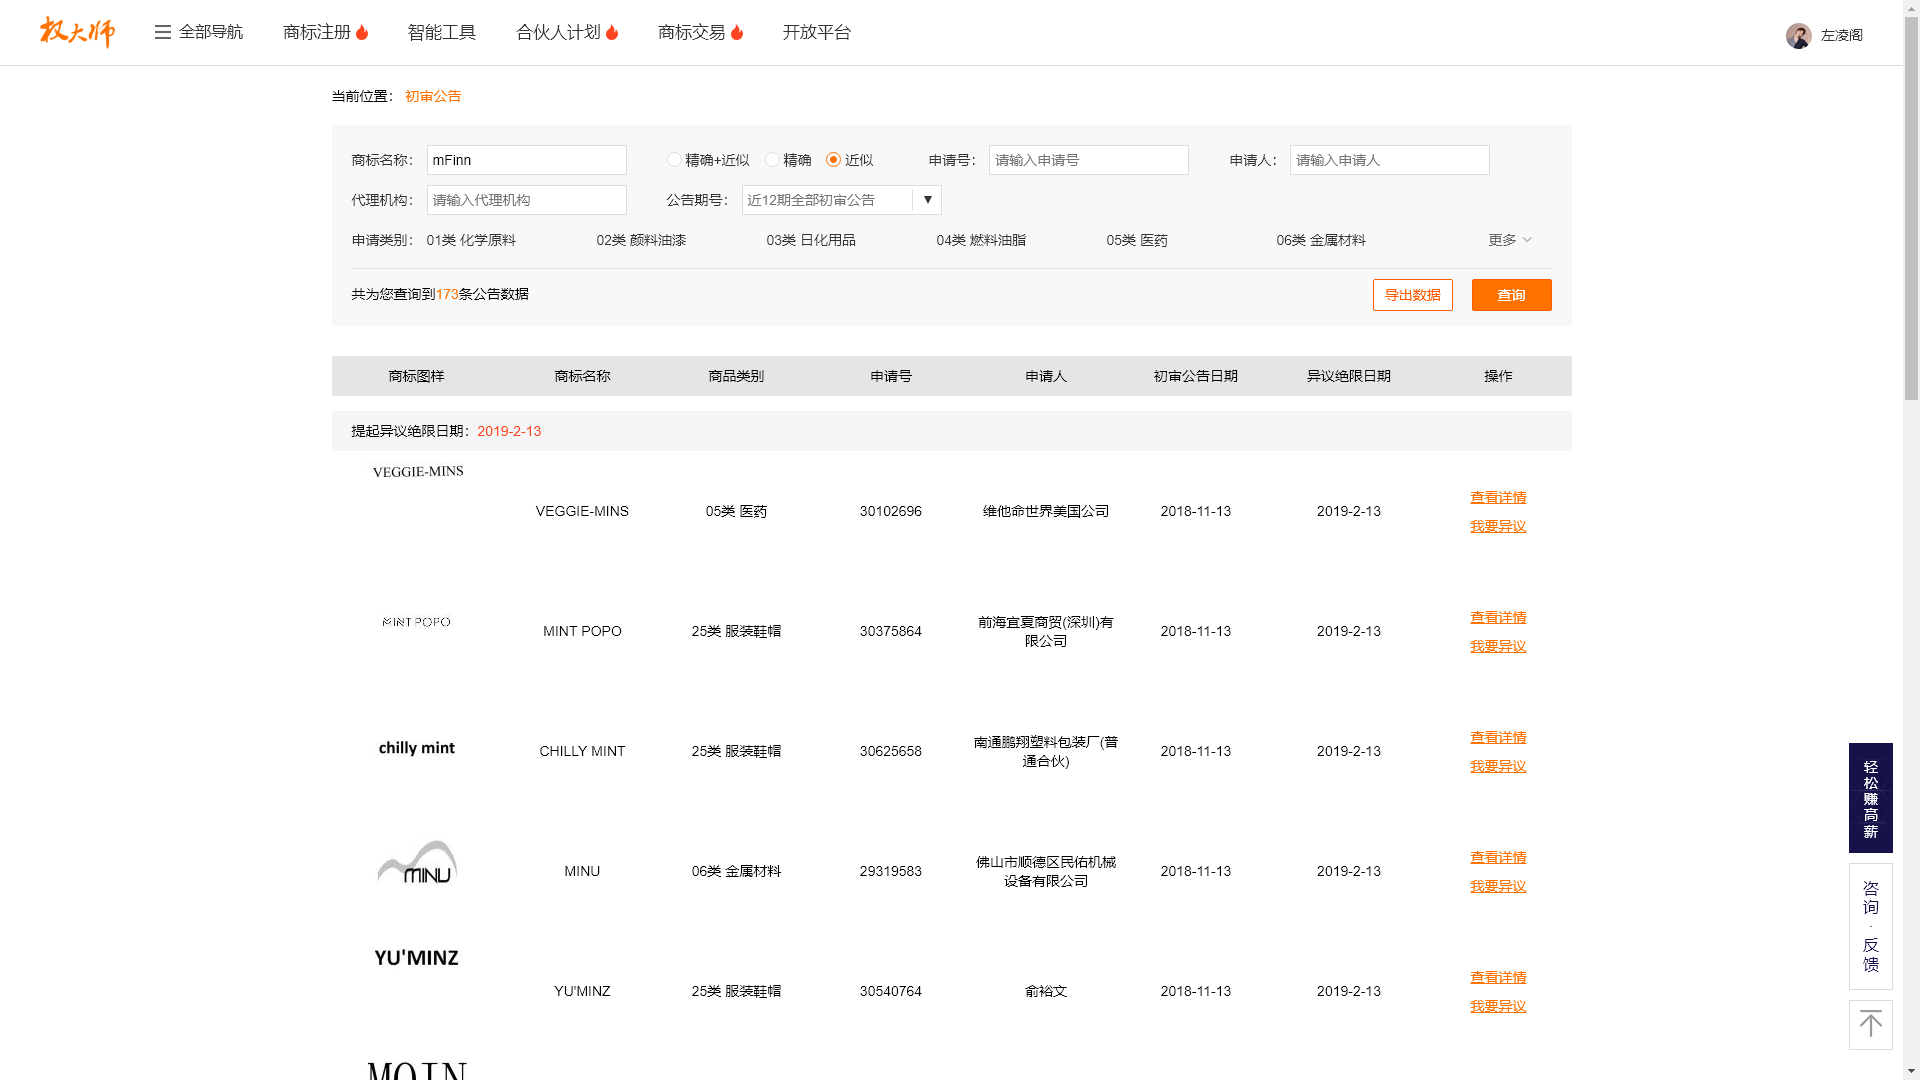 权大师
全部导航 商标注册 智能工具 合伙人计划 商标交易 开放平台 左凌阁
当前位置： 初审公告
商标名称： mFinn 精确+近似 精确 近似 申请号： 请输入申请号 申请人： 请输入申请人
代理机构： 请输入代理机构 公告期号： 近12期全部初审公告 ▼
申请类别： 01类 化学原料 02类 颜料油漆 03类 日化用品 04类 燃料油脂 05类 医药 06类 金属材料 更多
共为您查询到173条公告数据 导出数据 查询
商标图样 商标名称 商品类别 申请号 申请人 初审公告日期 异议绝限日期 操作
提起异议绝限日期：2019-2-13
VEGGIE-MINS
VEGGIE-MINS 05类 医药 30102696 维他命世界美国公司 2018-11-13 2019-2-13 查看详情
我要异议
MINT POPO
MINT POPO 25类 服装鞋帽 30375864 前海宜夏商贸(深圳)有
限公司 2018-11-13 2019-2-13 查看详情
我要异议
chilly mint
CHILLY MINT 25类 服装鞋帽 30625658 南通鹏翔塑料包装厂(普
通合伙) 2018-11-13 2019-2-13 查看详情
我要异议
MINU
MINU 06类 金属材料 29319583 佛山市顺德区民佑机械
设备有限公司 2018-11-13 2019-2-13 查看详情
我要异议
YU'MINZ
YU'MINZ 25类 服装鞋帽 30540764 俞裕文 2018-11-13 2019-2-13 查看详情
我要异议
MOIN
轻松赚高薪
咨询·反馈